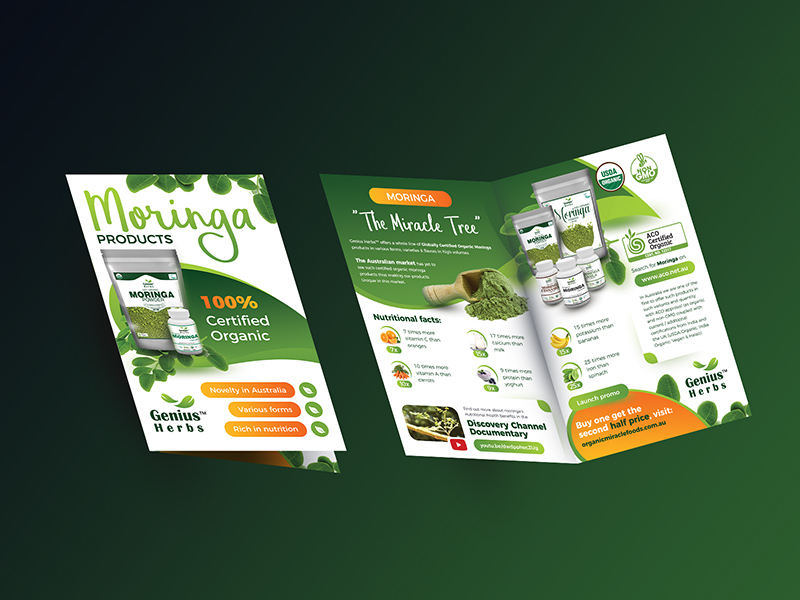 Moringa
PRODUCTS
MORINGA
POWDER
MORINGA
100%
Certified
Organic
Novelty in Australia
Various forms
Rich in nutrition
Genius™
Herbs
MORINGA
"The Miracle Tree"
Genius Herbs™ offers a whole line of Globally Certified Organic Moringa
products in various forms, varieties & flavors in high volumes.
The Australian market has yet to
see such certified organic moringa
products thus making our products
unique in this market.
Nutritional facts:
7x
7 times more
vitamin C than
oranges
15x
17 times more
calcium than
milk
10x
10 times more
vitamin A than
carrots
9x
9 times more
protein than
yoghurt
Find out more about moringa's
nutritional health benefits in the
Discovery Channel
Documentary
MORINGA
Moringa
MORINGA
USDA
ORGANIC
NON
GMO
ACO
Certified
Organic
Search for Moringa on
www.aco.net.au
In Australia we are one of the
first to offer such products in
such variants and quantity
with ACO approval (as organic
and non GMO) coupled with
current / additional
certifications from India and
the UK (USDA Organic, India
Organic, Vegan & Halal).
15x
15 times more
potassium than
bananas
25x
25 times more
iron than
spinach
Launch promo
Buy one get the
second half price, visit:
organicmiraclefoods.com.au
Genius™
Herbs